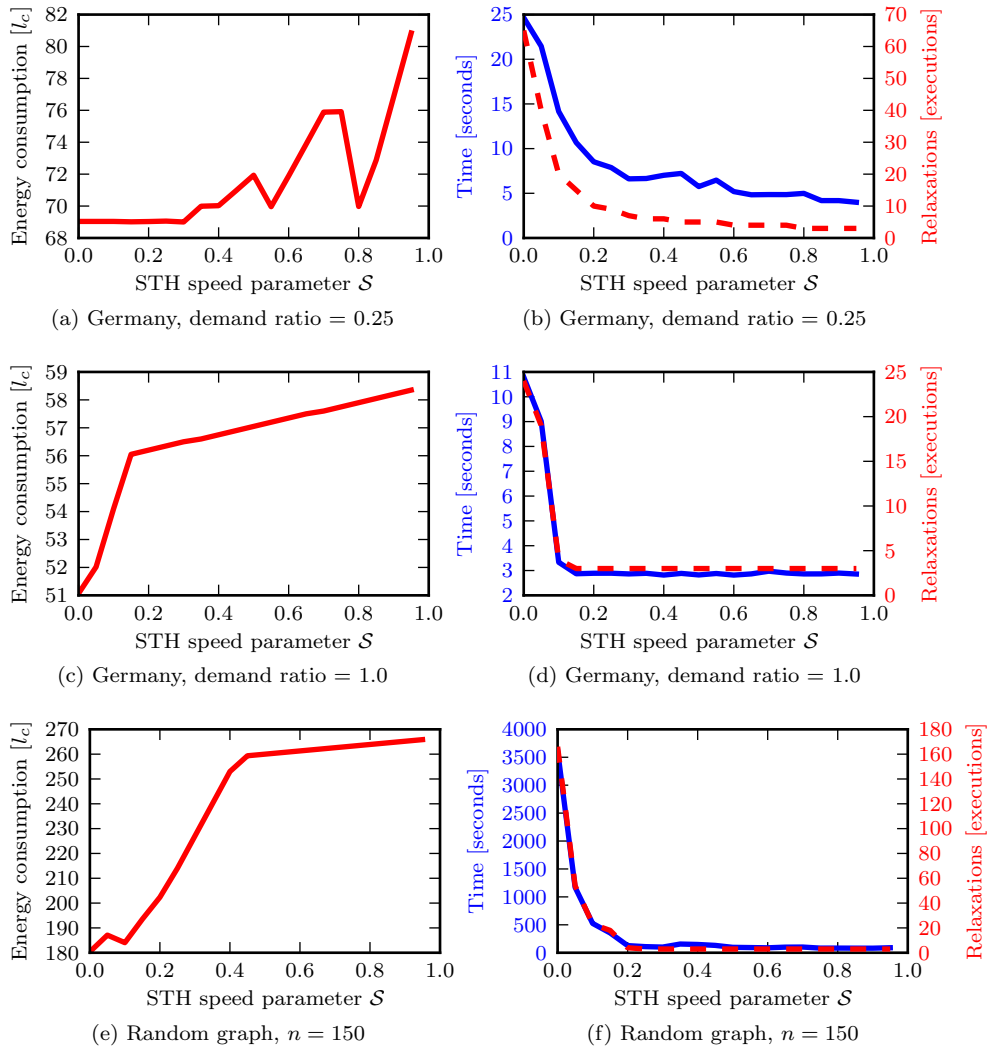 Energy consumption [l_c]
82
80
78
76
74
72
70
68
0.0 0.2 0.4 0.6 0.8 1.0
STH speed parameter S
(a) Germany, demand ratio = 0.25
Time [seconds]
25
20
15
10
5
0
0.0 0.2 0.4 0.6 0.8 1.0
70
60
50
40
30
20
10
0
Relaxations [executions]
STH speed parameter S
(b) Germany, demand ratio = 0.25
Energy consumption [l_c]
59
58
57
56
55
54
53
52
51
0.0 0.2 0.4 0.6 0.8 1.0
STH speed parameter S
(c) Germany, demand ratio = 1.0
Time [seconds]
11
10
9
8
7
6
5
4
3
2
0.0 0.2 0.4 0.6 0.8 1.0
25
20
15
10
5
0
Relaxations [executions]
STH speed parameter S
(d) Germany, demand ratio = 1.0
Energy consumption [l_c]
270
260
250
240
230
220
210
200
190
180
0.0 0.2 0.4 0.6 0.8 1.0
STH speed parameter S
(e) Random graph, n = 150
Time [seconds]
4000
3500
3000
2500
2000
1500
1000
500
0
0.0 0.2 0.4 0.6 0.8 1.0
180
160
140
120
100
80
60
40
20
0
Relaxations [executions]
STH speed parameter S
(f) Random graph, n = 150